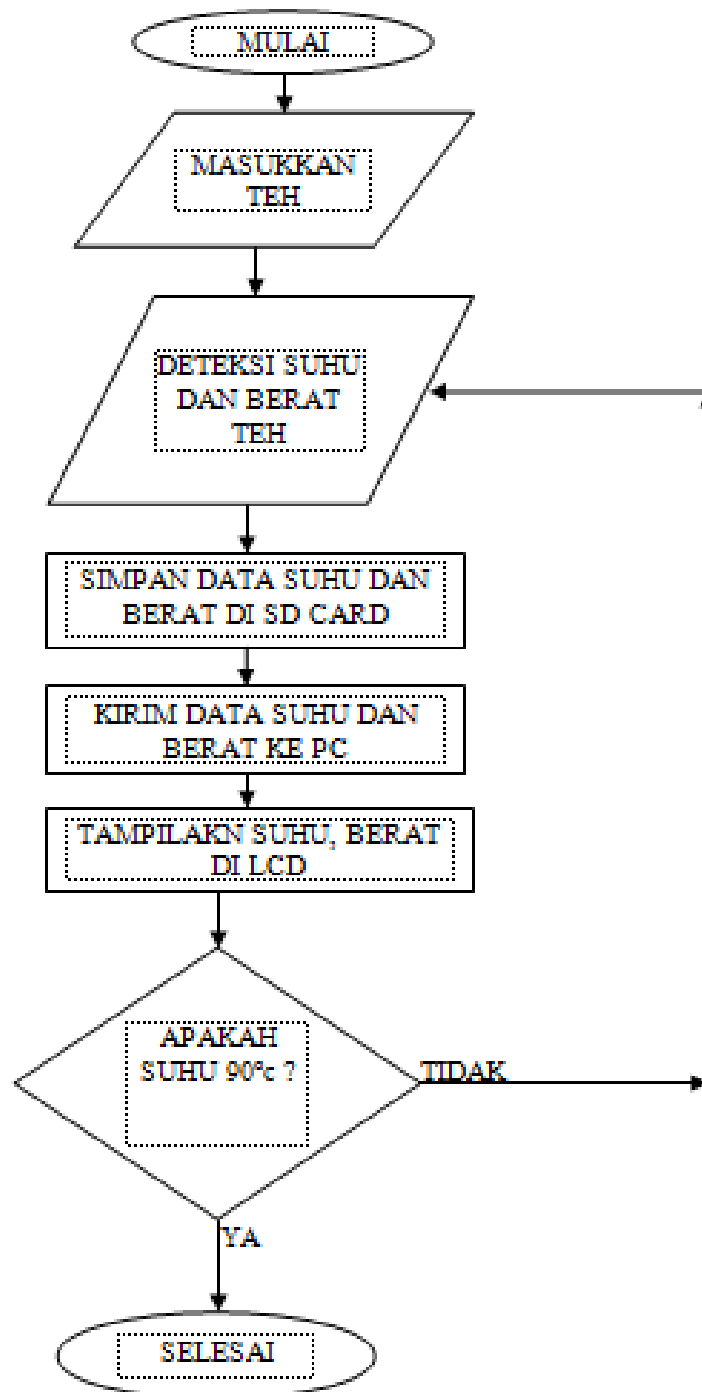 MULAI
MASUKKAN
TEH
DETEKSI SUHU
DAN BERAT
TEH
SIMPAN DATA SUHU DAN
BERAT DI SD CARD
KIRIM DATA SUHU DAN
BERAT KE PC
TAMPILAKN SUHU, BERAT
DI LCD
APAKAH
SUHU 90°c ?
TIDAK
YA
SELESAI